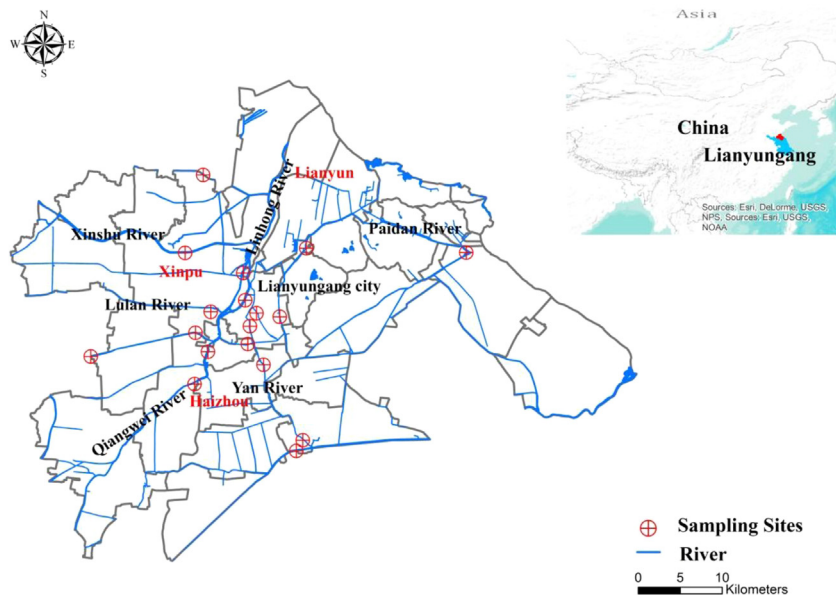 N
W
E
S
Asia
China
Lianyungang
Sources: Esri, DeLorme, USGS,
NPS, Sources: Esri, USGS,
NOAA
Lianyun
Linhong River
Xinshu River
Paidan River
Xinpu
Lianyungang city
Lulan River
Yan River
Haizhou
Qiangwei River
Sampling Sites
River
0 5 10
Kilometers